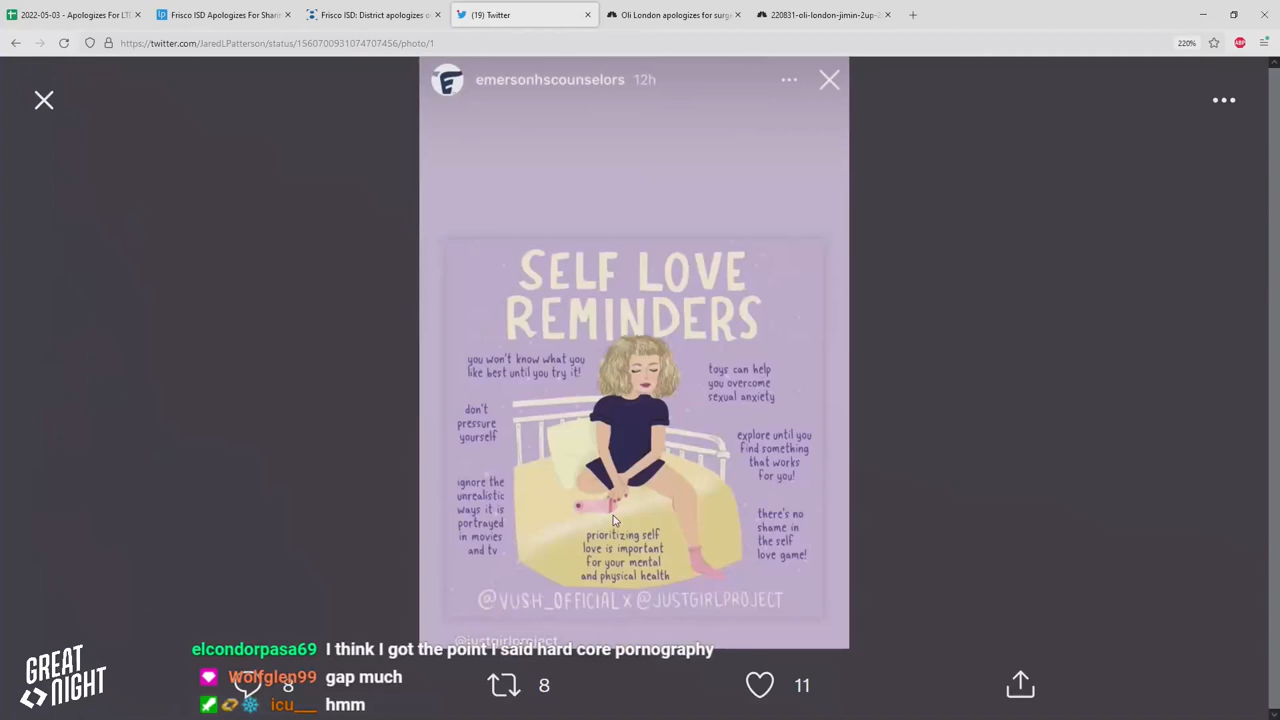 2022-05-03 - Apologizes For LT
Frisco ISD Apologizes For Shar
Frisco ISD: District apologizes o
(19) Twitter
Oli London apologizes for surge
220831-oli-london-jimin-2up-2
https://twitter.com/JaredLPatterson/status/1560700931074707456/photo/1
220%
ABP
emersonhscounselors 12h
SELF LOVE
REMINDERS
you won't know what you
like best until you try it!
toys can help
you overcome
sexual anxiety
don't
pressure
yourself
explore until you
find something
that works
for you!
ignore the
unrealistic
ways it is
portrayed
in movies
and tv
there's no
shame in
the self
love game!
prioritizing self
love is important
for your mental
and physical health
@VUSH_OFFICIAL x @JUSTGIRLPROJECT
@justgirlproject
elcondorpasa69 I think I got the point I said hard core pornography
Wolfglen99 gap much
icu___ hmm
8
8
11
GREAT
NIGHT